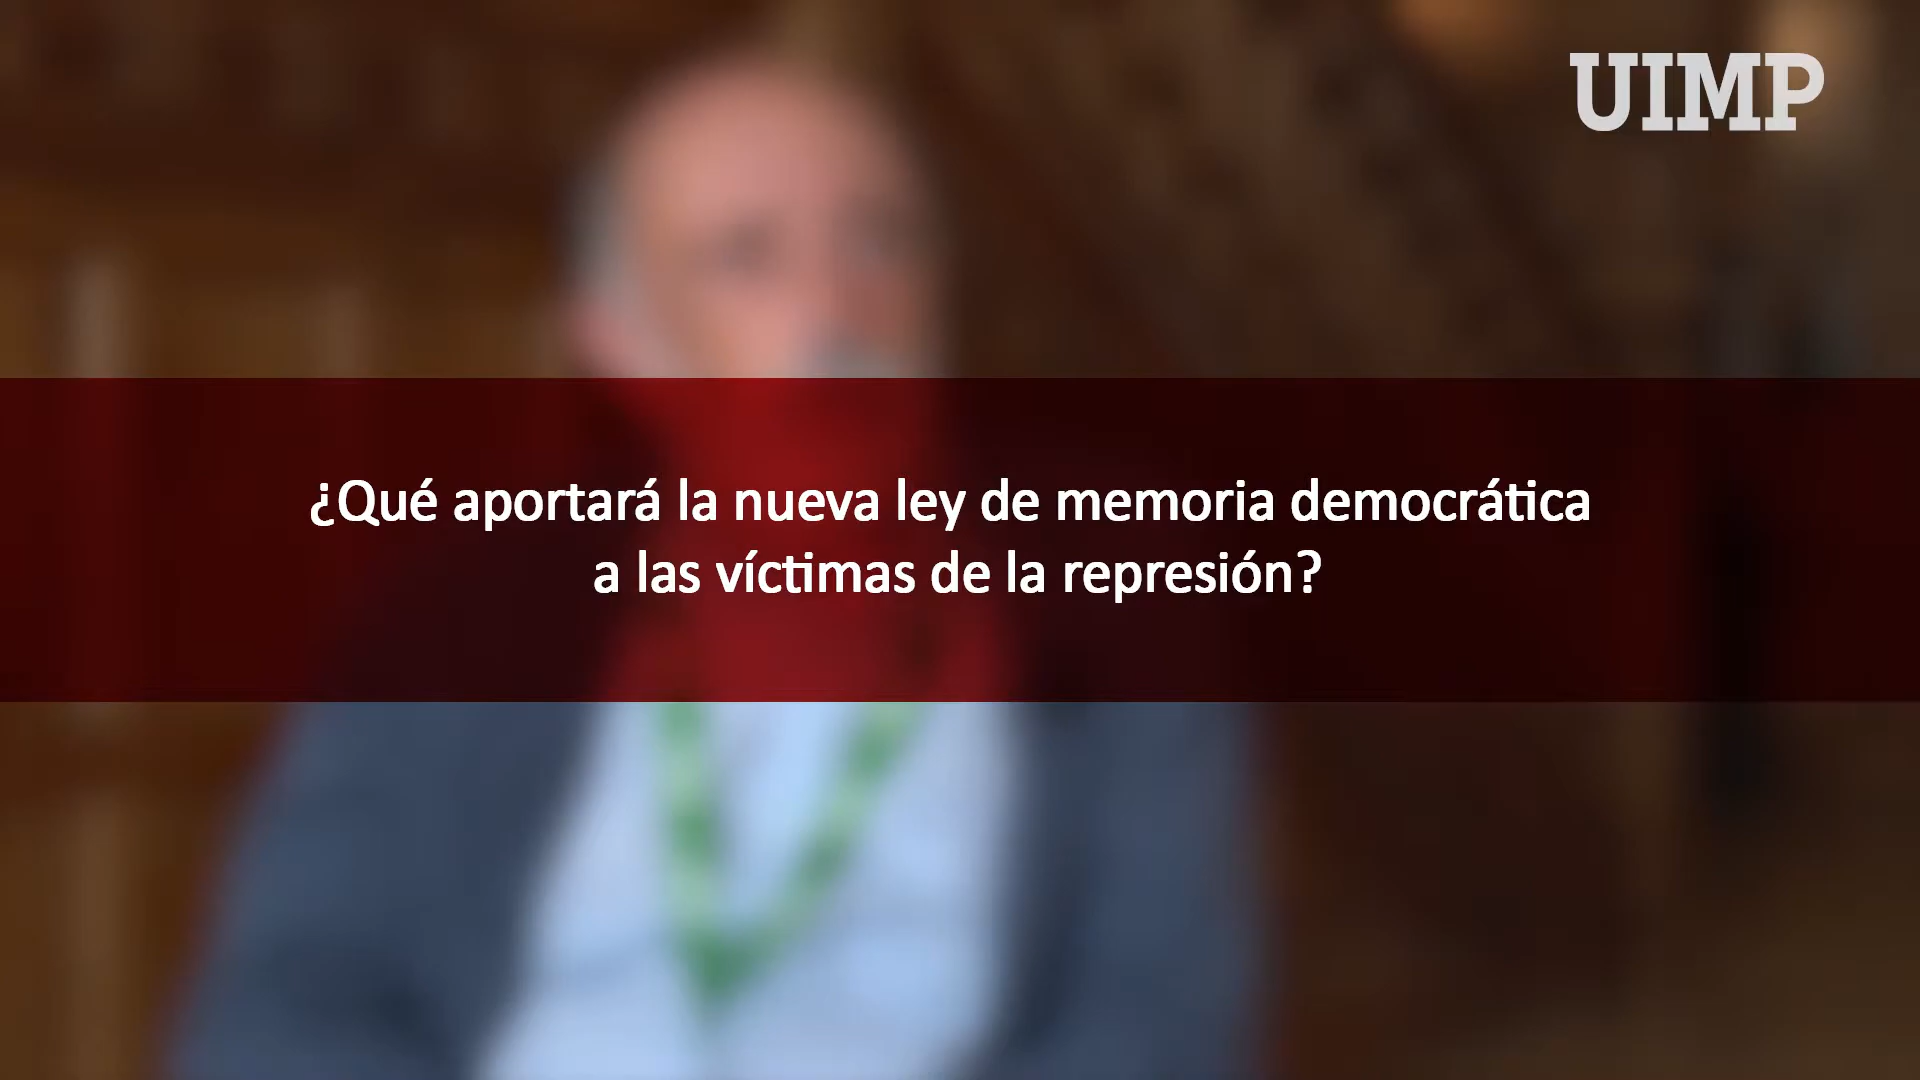 UIMP
¿Qué aportará la nueva ley de memoria democrática
a las víctimas de la represión?